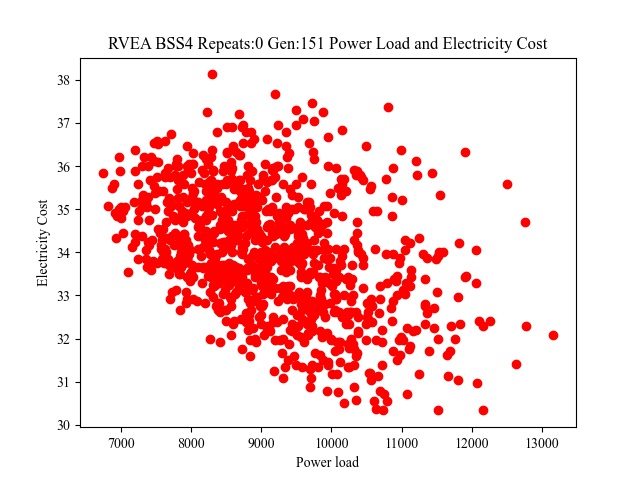 RVEA BSS4 Repeats:0 Gen:151 Power Load and Electricity Cost
38
37
36
35
34
33
32
31
30
Electricity Cost
7000 8000 9000 10000 11000 12000 13000
Power load